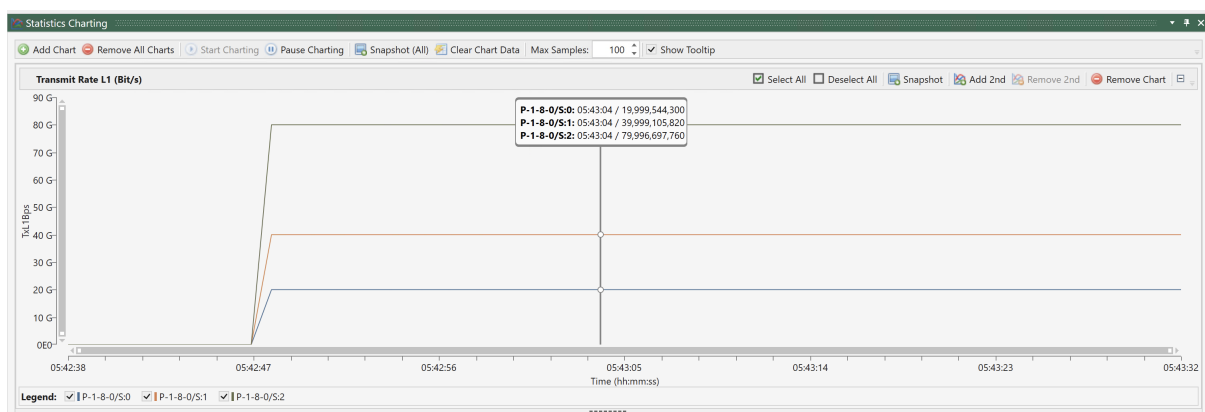 Statistics Charting
Add Chart Remove All Charts Start Charting Pause Charting Snapshot (All) Clear Chart Data Max Samples: 100 Show Tooltip
Transmit Rate L1 (Bit/s) Select All Deselect All Snapshot Add 2nd Remove 2nd Remove Chart
90 G
P-1-8-0/S:0: 05:43:04 / 19,999,544,300
P-1-8-0/S:1: 05:43:04 / 39,999,105,820
P-1-8-0/S:2: 05:43:04 / 79,996,697,760
80 G
70 G
60 G
50 G
40 G
30 G
20 G
10 G
0E0
TxL1Bps
05:42:38 05:42:47 05:42:56 05:43:05 05:43:14 05:43:23 05:43:32
Time (hh:mm:ss)
Legend: P-1-8-0/S:0 P-1-8-0/S:1 P-1-8-0/S:2